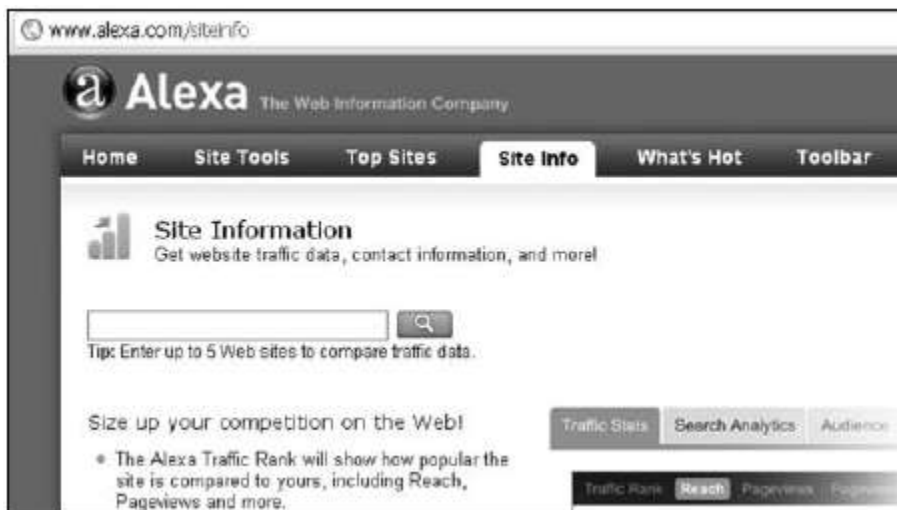 www.alexa.com/siteinfo
a Alexa The Web Information Company
Home Site Tools Top Sites Site Info What's Hot Toolbar
Site Information
Get website traffic data, contact information, and more!
Tip: Enter up to 5 Web sites to compare traffic data.
Size up your competition on the Web!
• The Alexa Traffic Rank will show how popular the
site is compared to yours, including Reach,
Pageviews and more.
Traffic Stats Search Analytics Audience
Traffic Rank Reach Pageviews